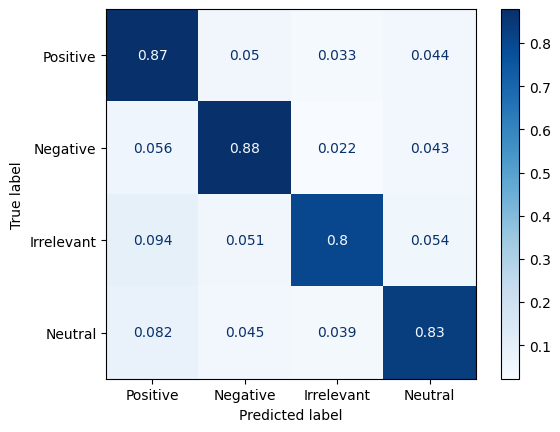 Positive 0.87 0.05 0.033 0.044
Negative 0.056 0.88 0.022 0.043
Irrelevant 0.094 0.051 0.8 0.054
Neutral 0.082 0.045 0.039 0.83
Positive Negative Irrelevant Neutral
Predicted label
True label
0.8
0.7
0.6
0.5
0.4
0.3
0.2
0.1